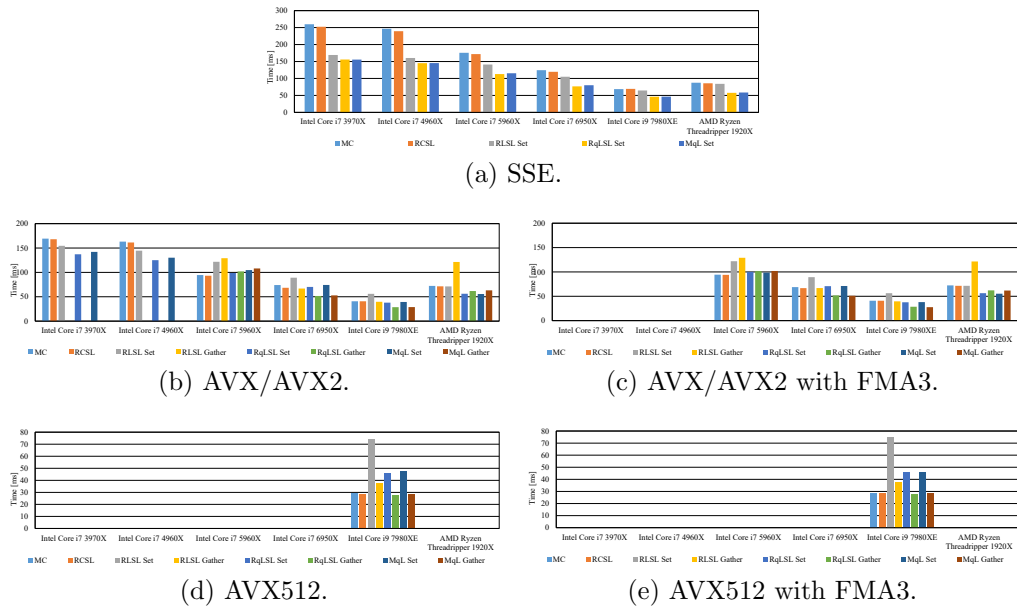 300
250
200
150
100
50
0
Time [ms]
Intel Core i7 3970X Intel Core i7 4960X Intel Core i7 5960X Intel Core i7 6950X Intel Core i9 7980XE AMD Ryzen
Threadripper 1920X
MC RCSL RLSL Set RqLSL Set MqL Set
(a) SSE.
200
150
100
50
0
Time [ms]
Intel Core i7 3970X Intel Core i7 4960X Intel Core i7 5960X Intel Core i7 6950X Intel Core i9 7980XE AMD Ryzen
Threadripper 1920X
MC RCSL RLSL Set RLSL Gather RqLSL Set RqLSL Gather MqL Set MqL Gather
(b) AVX/AVX2.
200
150
100
50
0
Time [ms]
Intel Core i7 3970X Intel Core i7 4960X Intel Core i7 5960X Intel Core i7 6950X Intel Core i9 7980XE AMD Ryzen
Threadripper 1920X
MC RCSL RLSL Set RLSL Gather RqLSL Set RqLSL Gather MqL Set MqL Gather
(c) AVX/AVX2 with FMA3.
80
70
60
50
40
30
20
10
0
Time [ms]
Intel Core i7 3970X Intel Core i7 4960X Intel Core i7 5960X Intel Core i7 6950X Intel Core i9 7980XE AMD Ryzen
Threadripper 1920X
MC RCSL RLSL Set RLSL Gather RqLSL Set RqLSL Gather MqL Set MqL Gather
(d) AVX512.
80
70
60
50
40
30
20
10
0
Time [ms]
Intel Core i7 3970X Intel Core i7 4960X Intel Core i7 5960X Intel Core i7 6950X Intel Core i9 7980XE AMD Ryzen
Threadripper 1920X
MC RCSL RLSL Set RLSL Gather RqLSL Set RqLSL Gather MqL Set MqL Gather
(e) AVX512 with FMA3.